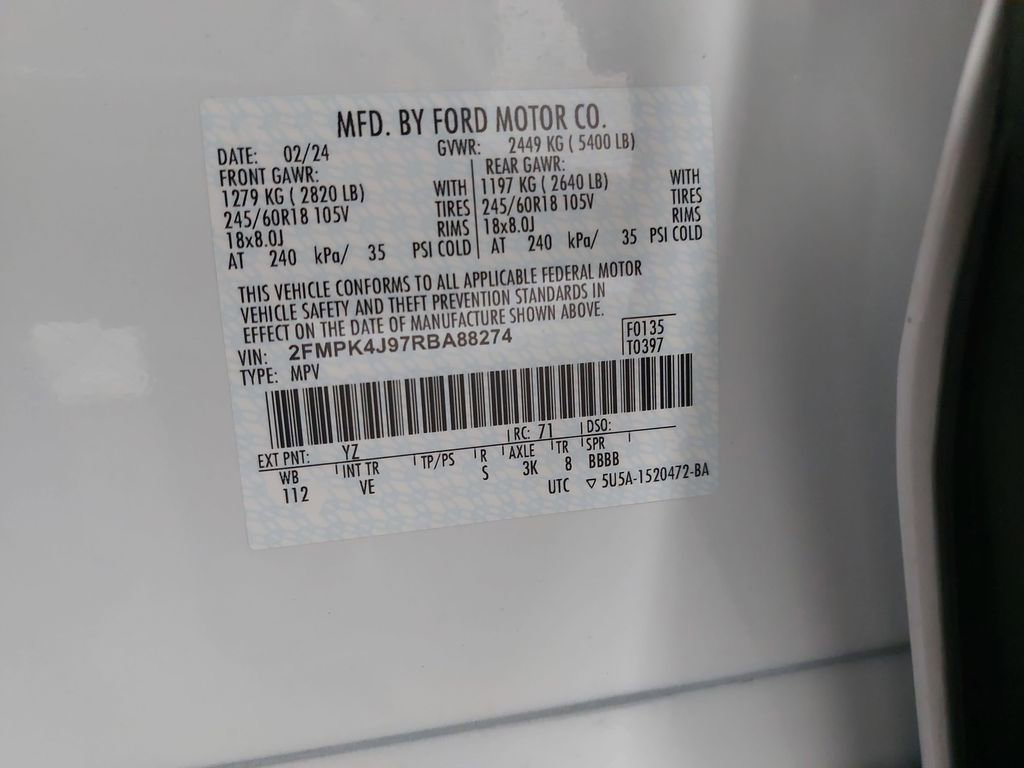 MFD. BY FORD MOTOR CO.
DATE: 02/24 GVWR: 2449 KG ( 5400 LB)
FRONT GAWR: REAR GAWR:
1279 KG ( 2820 LB) WITH 1197 KG ( 2640 LB) WITH
245/60R18 105V TIRES 245/60R18 105V TIRES
18x8.0J RIMS 18x8.0J RIMS
AT 240 kPa/ 35 PSI COLD AT 240 kPa/ 35 PSI COLD
THIS VEHICLE CONFORMS TO ALL APPLICABLE FEDERAL MOTOR
VEHICLE SAFETY AND THEFT PREVENTION STANDARDS IN
EFFECT ON THE DATE OF MANUFACTURE SHOWN ABOVE.
VIN: 2FMPK4J97RBA88274 F0135
TYPE: MPV T0397
EXT PNT: YZ RC: 71 DSO:
WB INT TR TP/PS R AXLE TR SPR
112 VE S 3K 8 BBBB
UTC ▽ 5U5A-1520472-BA